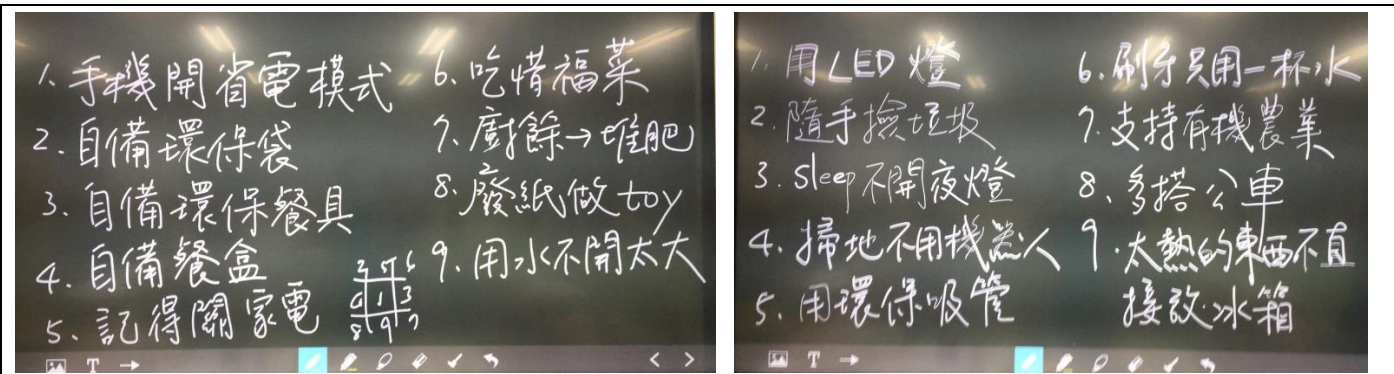 1. 手機開省電模式
2. 自備環保袋
3. 自備環保餐具
4. 自備餐盒
5. 記得關家電
6. 吃惜福菜
7. 廚餘→堆肥
8. 廢紙做toy
9. 用水不開太大
1. 用LED燈
2. 隨手撿垃圾
3. sleep不開夜燈
4. 掃地不用機器人
5. 用環保吸管
6. 刷牙只用一杯水
7. 支持有機農業
8. 多搭公車
9. 太熱的東西不直
接放冰箱
T
T